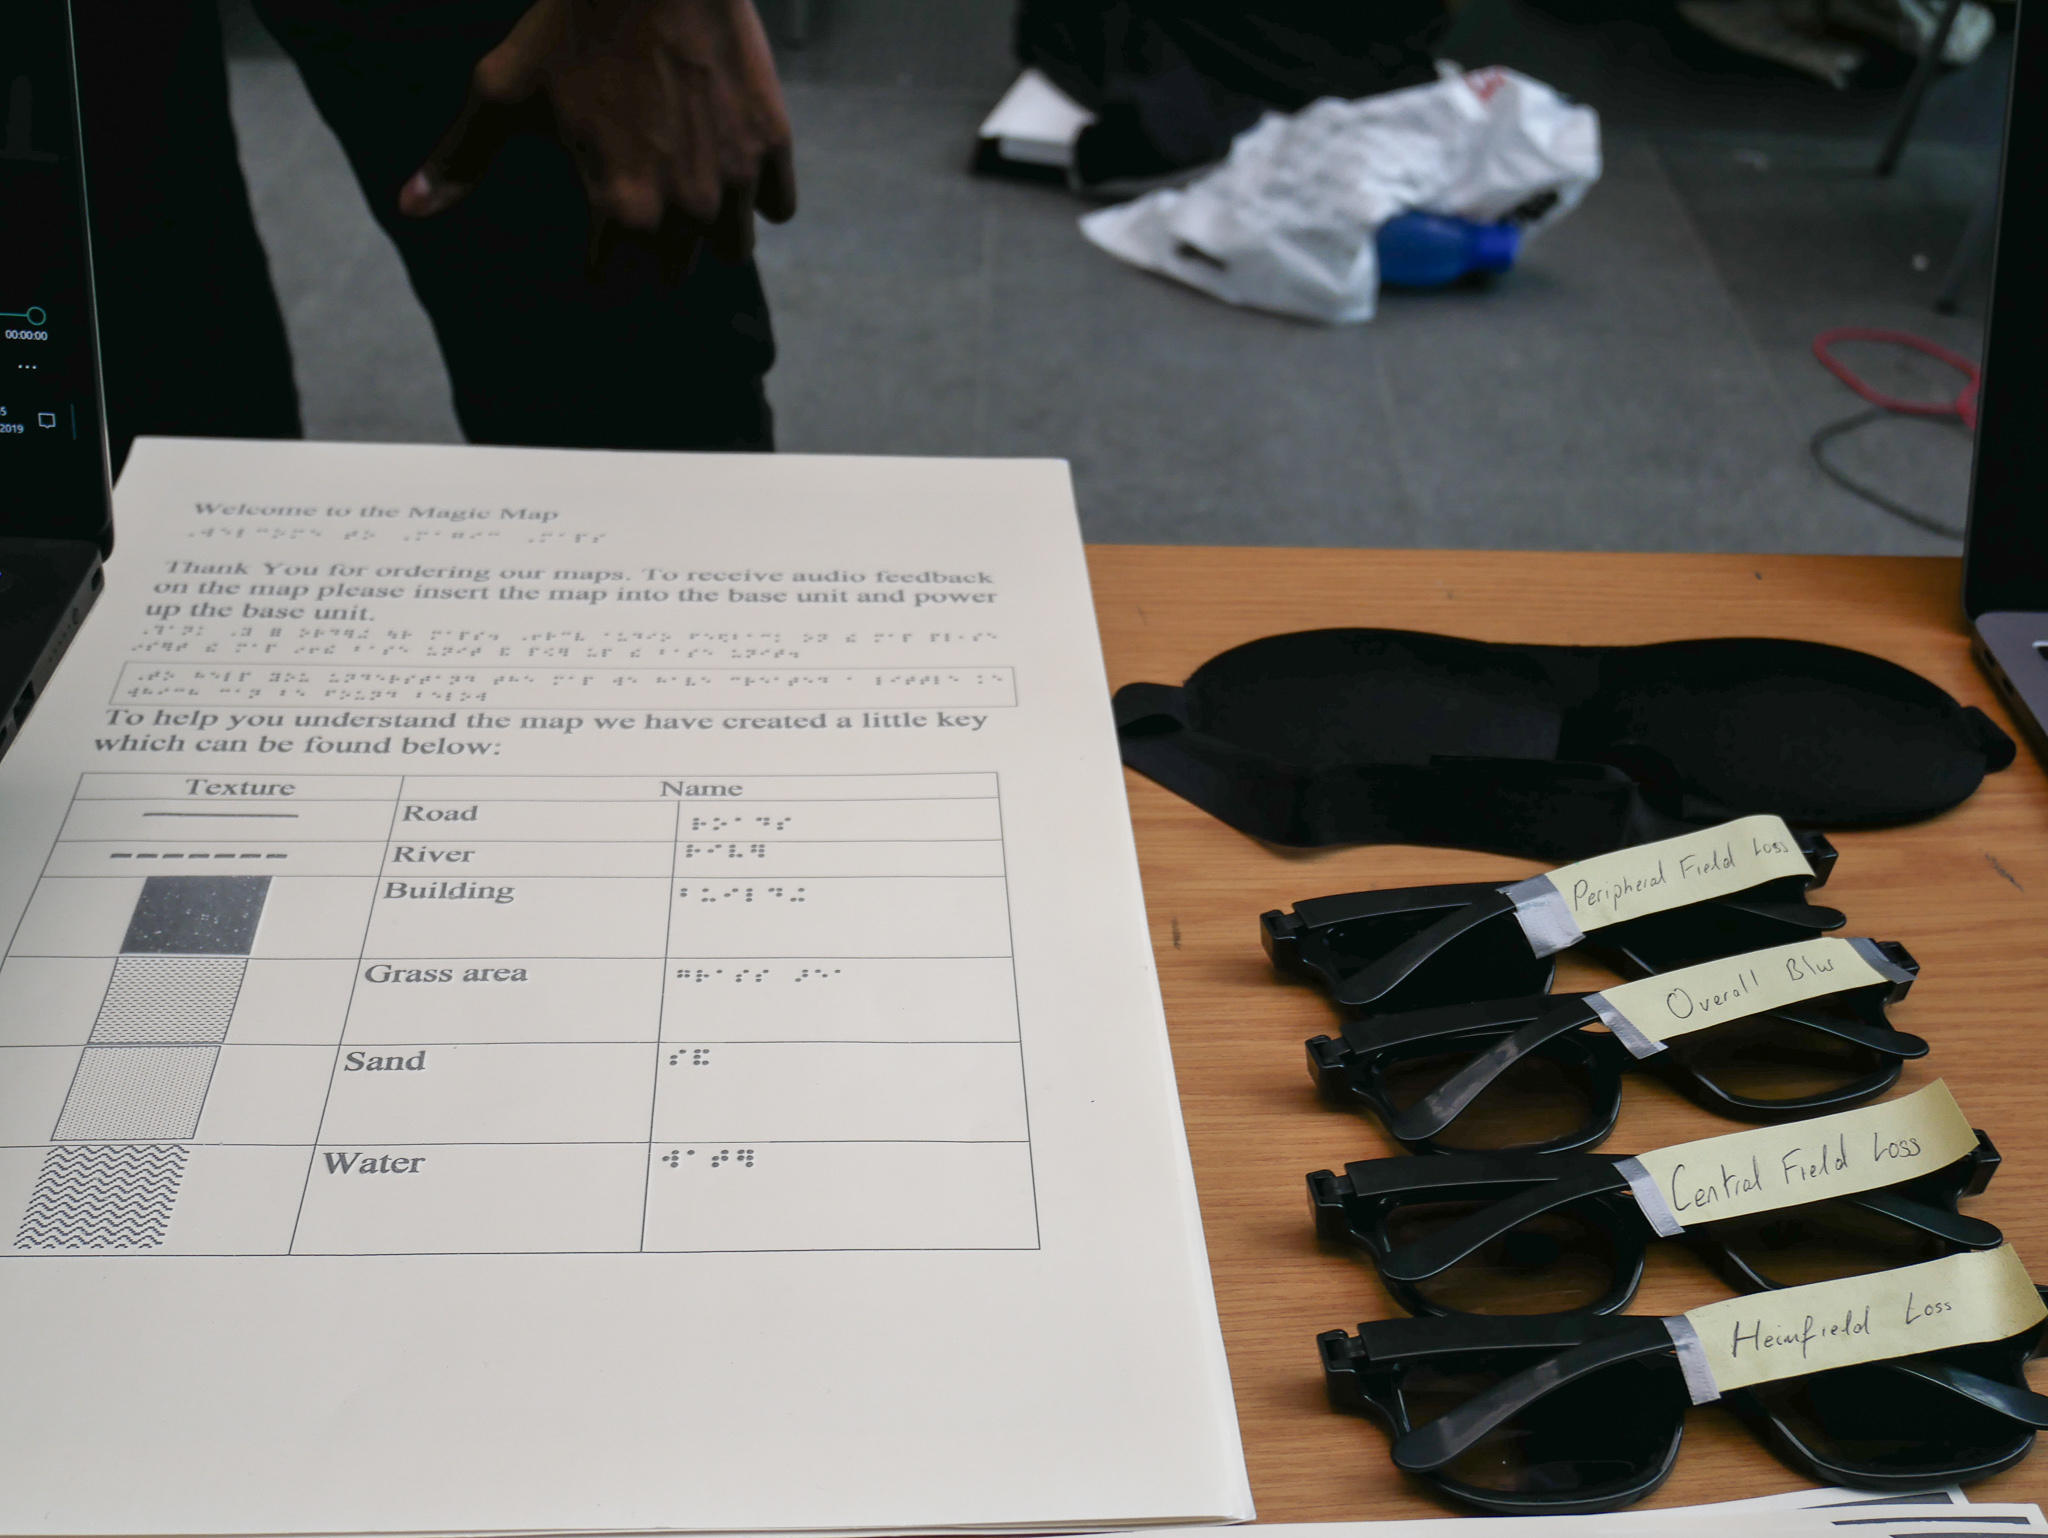 00:00:00
2019
Welcome to the Magic Map
Thank You for ordering our maps. To receive audio feedback
on the map please insert the map into the base unit and power
up the base unit.
To help you understand the map we have created a little key
which can be found below:
Texture Name
Road
River
Building
Grass area
Sand
Water
Peripheral Field Loss
Overall Blur
Central Field Loss
Heimfield Loss